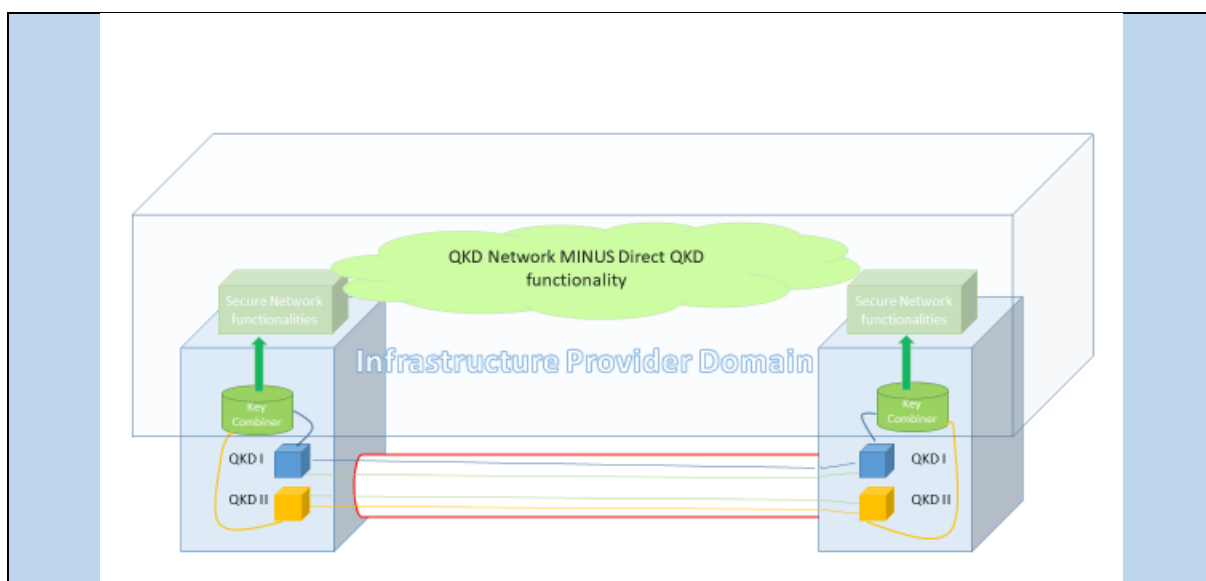 QKD Network MINUS Direct QKD
functionality
Secure Network
functionalities
Secure Network
functionalities
Infrastructure Provider Domain
Key
Combiner
Key
Combiner
QKD I
QKD I
QKD II
QKD II